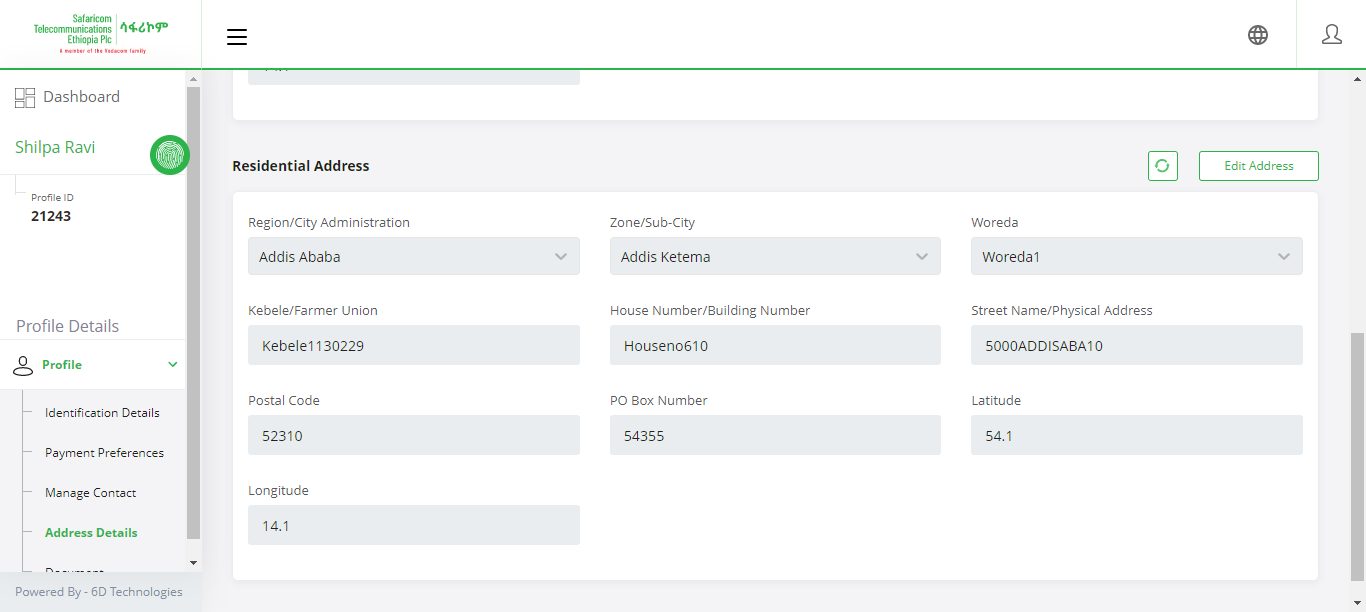 Safaricom
Telecommunications
Ethiopia Plc
ሳፋሪኮም
A member of the Vodacom family
Dashboard
Shilpa Ravi
Profile ID
21243
Profile Details
Profile
Identification Details
Payment Preferences
Manage Contact
Address Details
Document
Powered By - 6D Technologies
Residential Address
Edit Address
Region/City Administration
Zone/Sub-City
Woreda
Addis Ababa
Addis Ketema
Woreda1
Kebele/Farmer Union
House Number/Building Number
Street Name/Physical Address
Kebele1130229
Houseno610
5000ADDISABA10
Postal Code
PO Box Number
Latitude
52310
54355
54.1
Longitude
14.1